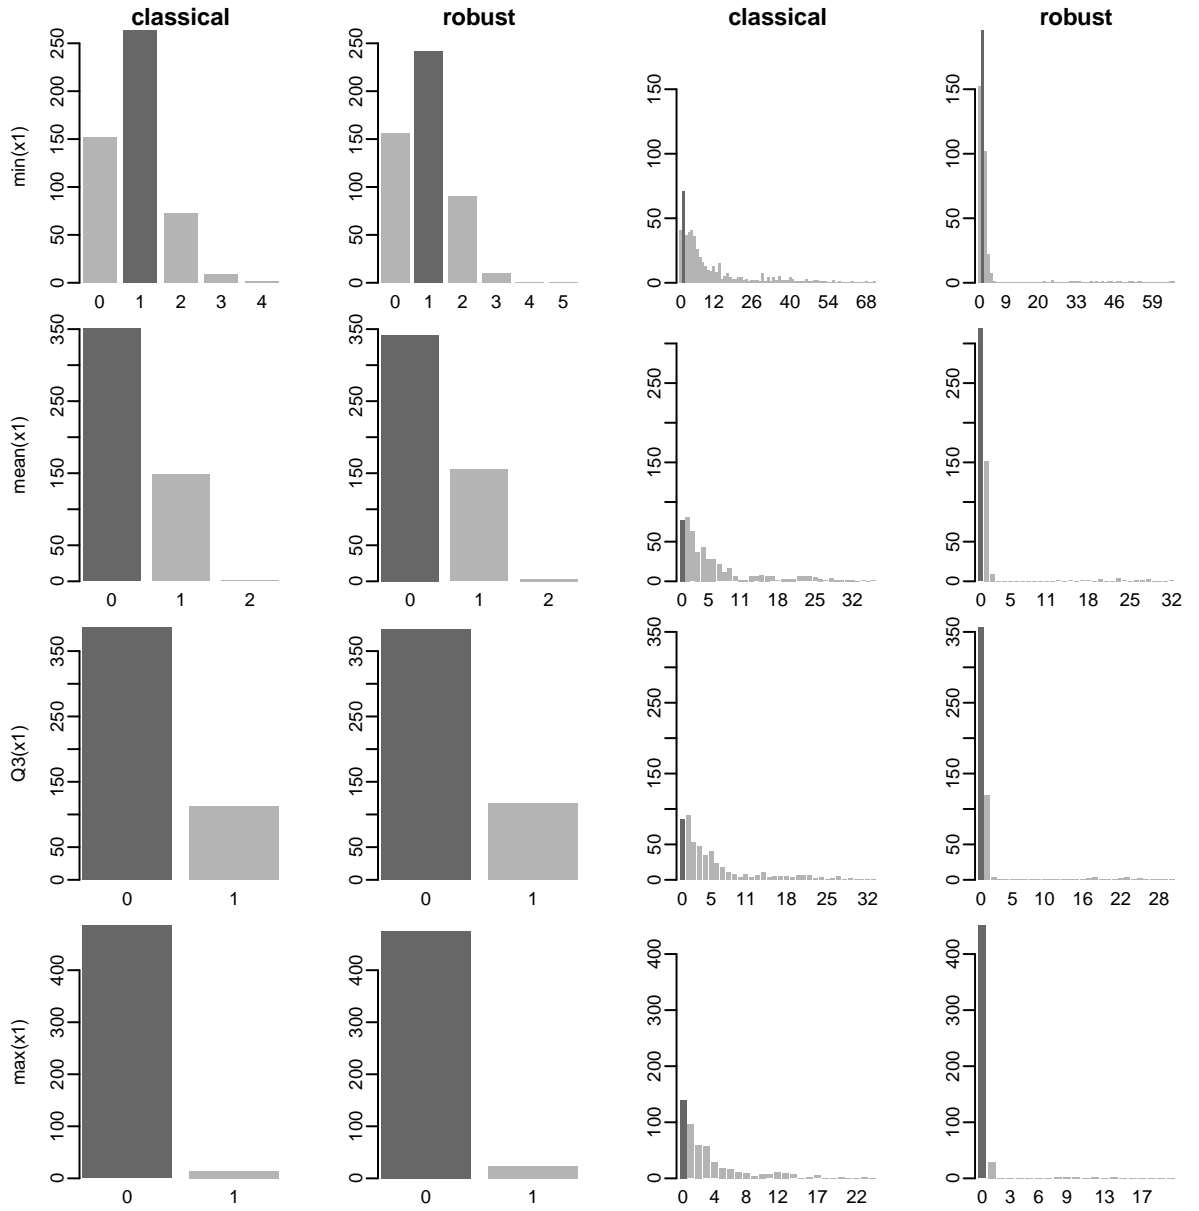 classical robust classical robust
min(x1)
0 50 100 150 200 250
0 1 2 3 4
0 50 100 150 200 250
0 1 2 3 4 5
0 50 100 150
0 12 26 40 54 68
0 50 100 150
0 9 20 33 46 59
mean(x1)
0 50 150 250 350
0 1 2
0 50 150 250 350
0 1 2
0 50 150 250
0 5 11 18 25 32
0 50 150 250
0 5 11 18 24 32
Q3(x1)
0 50 150 250 350
0 1
0 50 150 250 350
0 1
0 50 150 250 350
0 5 11 18 25 32
0 50 150 250 350
0 5 10 16 22 28
max(x1)
0 100 200 300 400
0 1
0 100 200 300 400
0 1
0 100 200 300 400
0 4 8 12 17 22
0 100 200 300 400
0 3 6 9 13 17